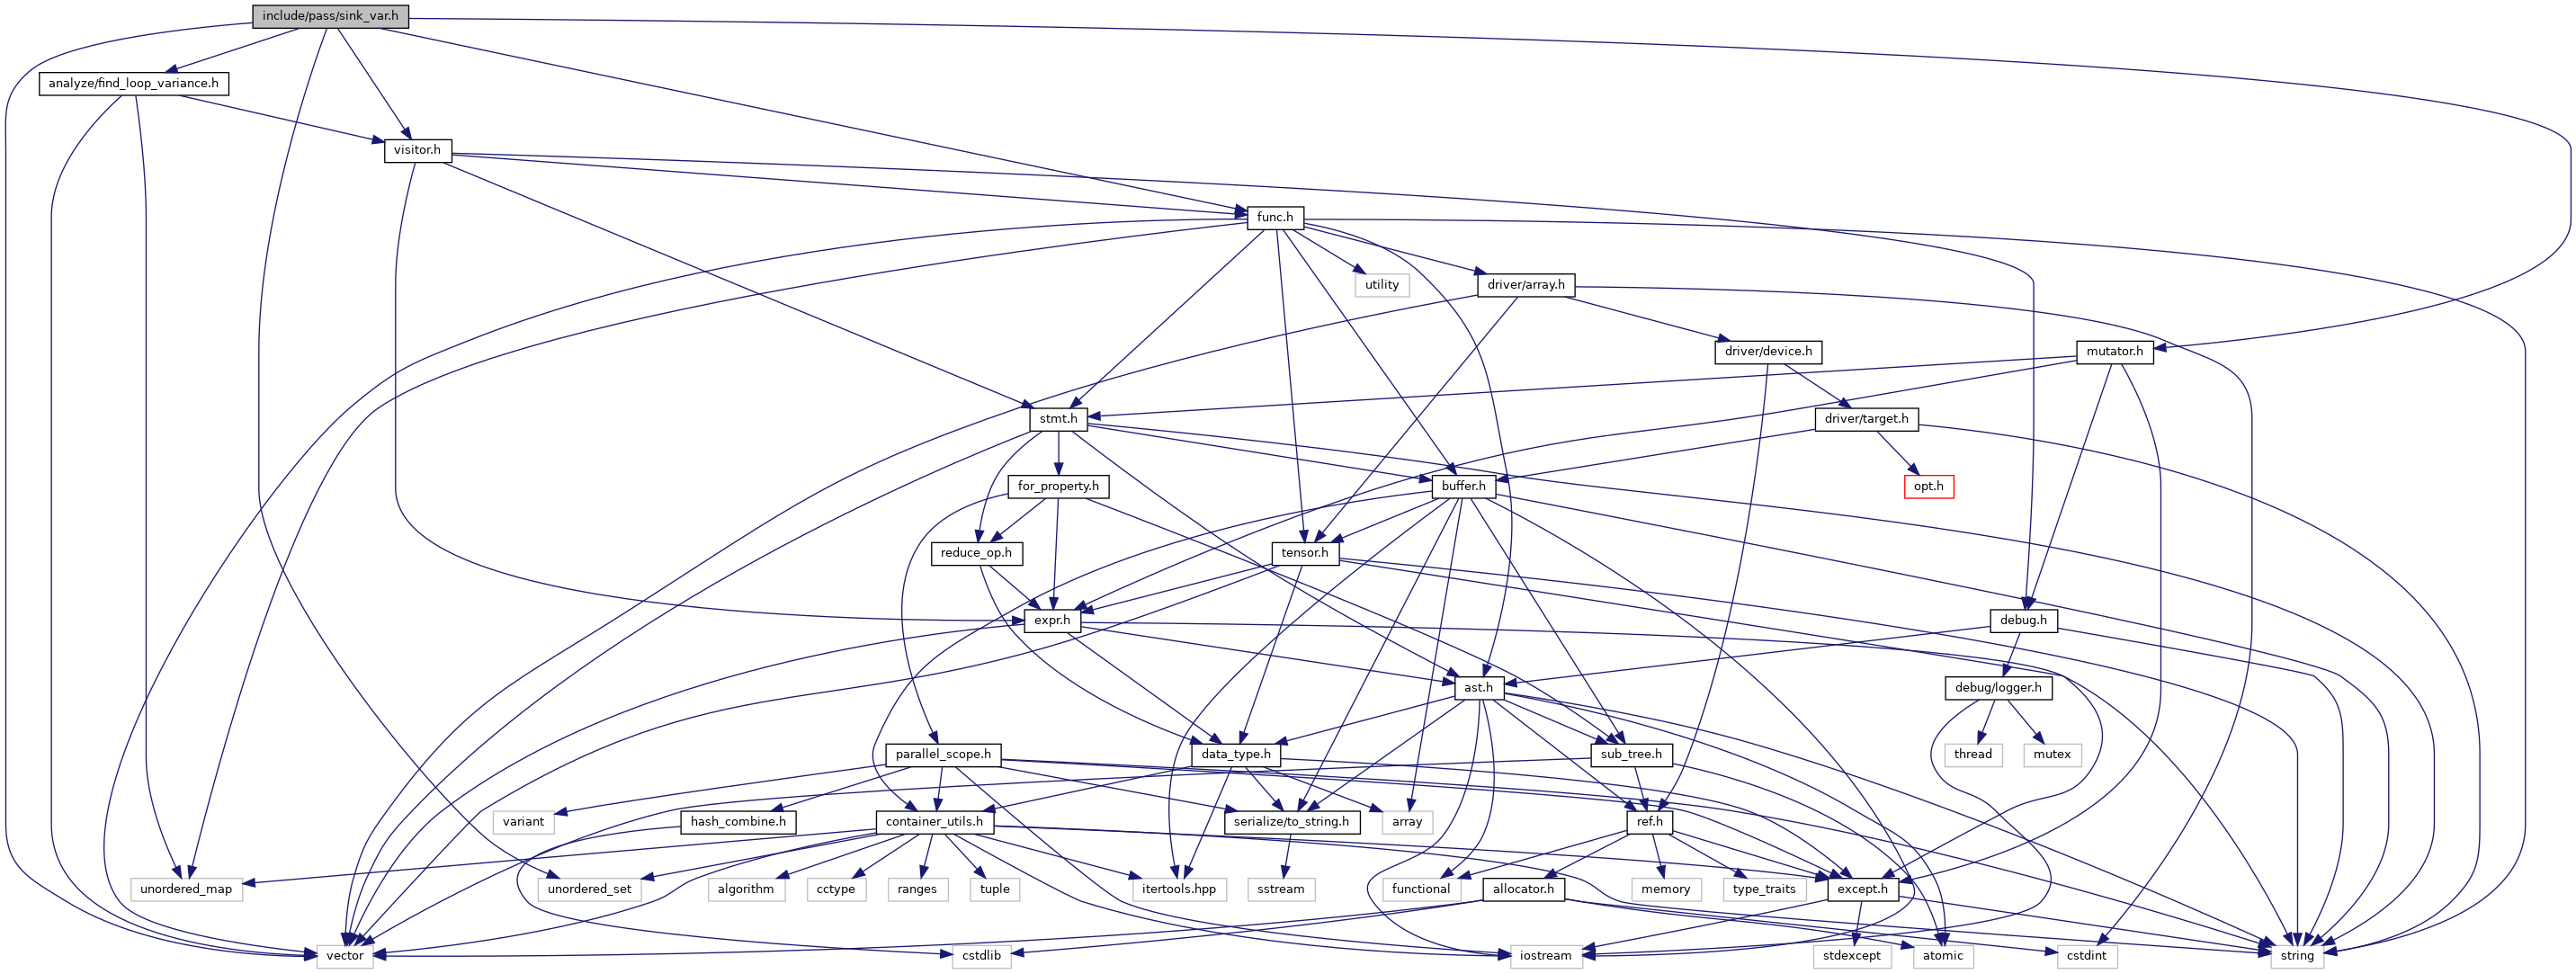 include/pass/sink_var.h
analyze/find_loop_variance.h
visitor.h
func.h
utility
driver/array.h
driver/device.h
mutator.h
stmt.h
driver/target.h
for_property.h
buffer.h
opt.h
reduce_op.h
tensor.h
expr.h
debug.h
ast.h
debug/logger.h
parallel_scope.h
data_type.h
sub_tree.h
thread
mutex
variant
hash_combine.h
container_utils.h
serialize/to_string.h
array
ref.h
unordered_map
unordered_set
algorithm
cctype
ranges
tuple
itertools.hpp
sstream
functional
allocator.h
memory
type_traits
except.h
vector
cstdlib
iostream
stdexcept
atomic
cstdint
string